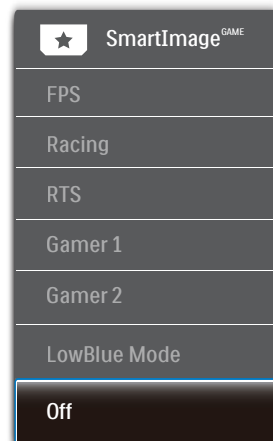 SmartImage GAME
FPS
Racing
RTS
Gamer 1
Gamer 2
LowBlue Mode
Off